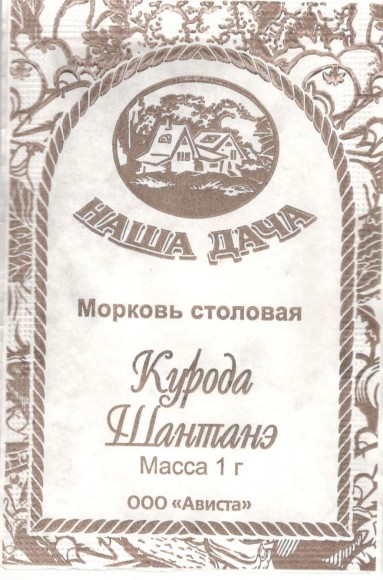 НАША ДАЧА
Морковь столовая
Курода
Шантанэ
Масса 1 г
ООО «Ависта»